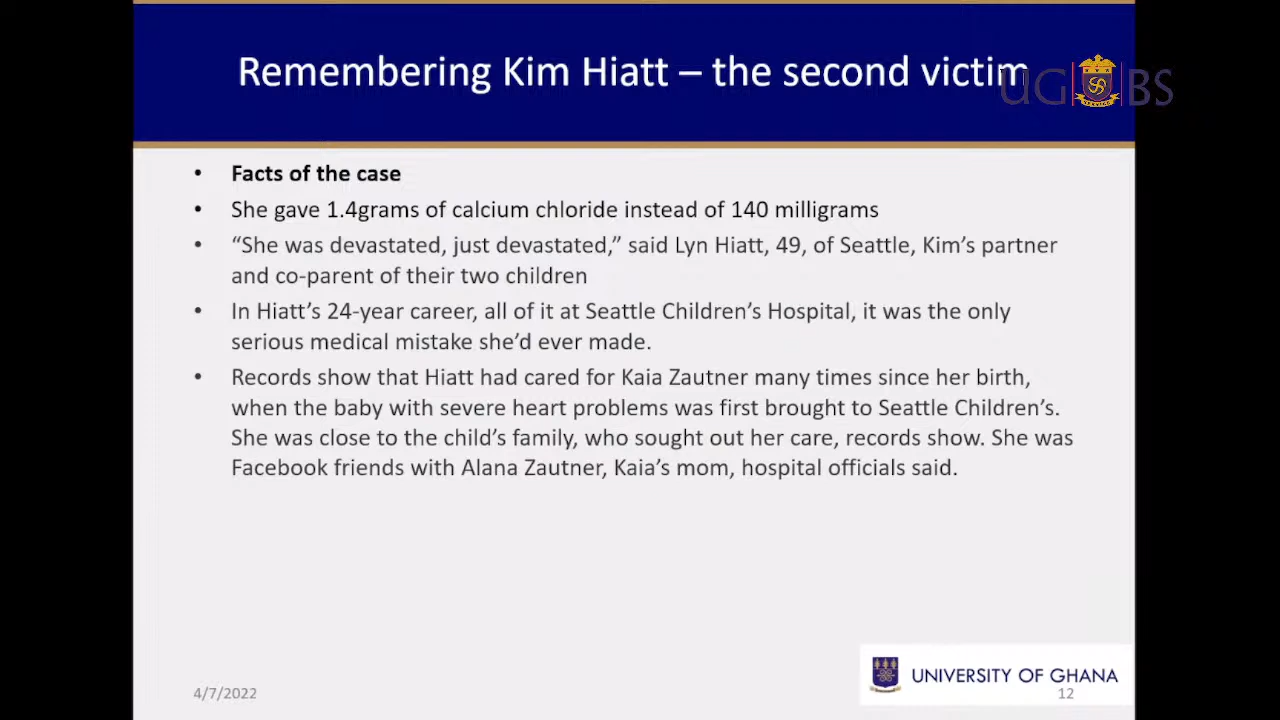 Remembering Kim Hiatt – the second victim
UG BS
• Facts of the case
• She gave 1.4grams of calcium chloride instead of 140 milligrams
• “She was devastated, just devastated,” said Lyn Hiatt, 49, of Seattle, Kim’s partner
and co-parent of their two children
• In Hiatt’s 24-year career, all of it at Seattle Children’s Hospital, it was the only
serious medical mistake she’d ever made.
• Records show that Hiatt had cared for Kaia Zautner many times since her birth,
when the baby with severe heart problems was first brought to Seattle Children’s.
She was close to the child’s family, who sought out her care, records show. She was
Facebook friends with Alana Zautner, Kaia’s mom, hospital officials said.
4/7/2022
UNIVERSITY OF GHANA
12